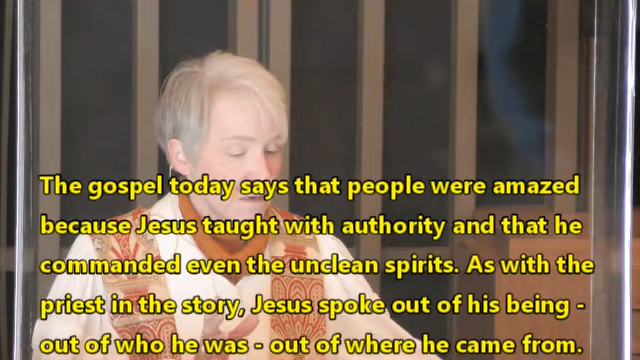 The gospel today says that people were amazed
because Jesus taught with authority and that he
commanded even the unclean spirits. As with the
priest in the story, Jesus spoke out of his being -
out of who he was - out of where he came from.